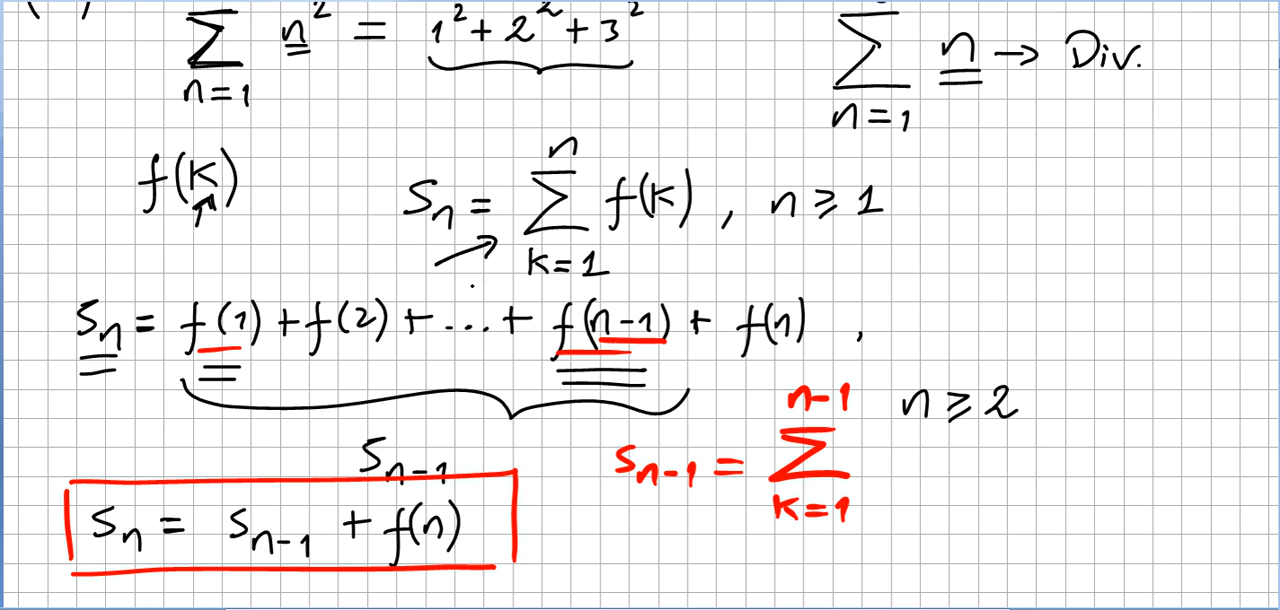 ∑ n=1 n² = 1² + 2² + 3²
∑ n=1 n → Div.
f(k)
Sₙ = ∑ k=1 n f(k), n ≥ 1
Sₙ = f(1) + f(2) + ... + f(n-1) + f(n),
n ≥ 2
Sₙ₋₁
Sₙ₋₁ = ∑ k=1 n-1
Sₙ = Sₙ₋₁ + f(n)